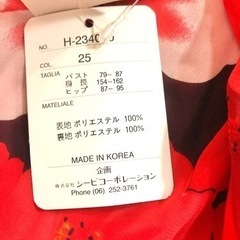 NO.
COL. 25
TAGLIA バスト 79− 87
身 長 154−162
ヒップ 87− 95
MATELIALE
表地 ポリエステル 100%
裏地 ポリエステル 100%
MADE IN KOREA
企画
株式会社 シービーコーポレーション
Phone (06) 252-3761